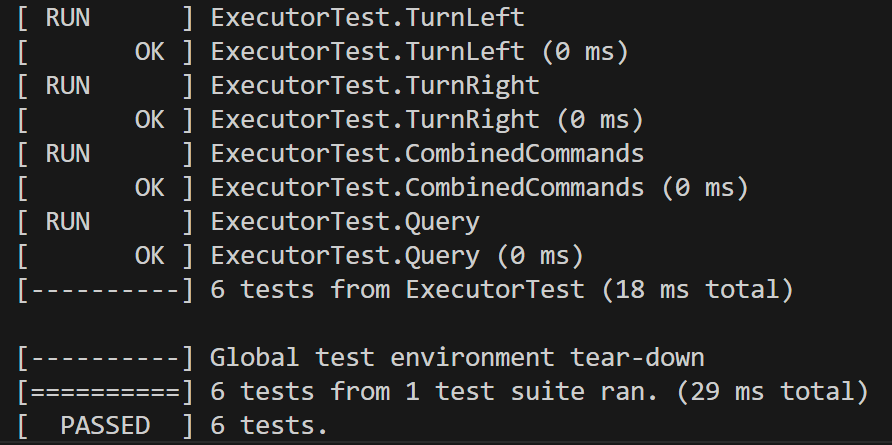 [ RUN      ] ExecutorTest.TurnLeft
[       OK ] ExecutorTest.TurnLeft (0 ms)
[ RUN      ] ExecutorTest.TurnRight
[       OK ] ExecutorTest.TurnRight (0 ms)
[ RUN      ] ExecutorTest.CombinedCommands
[       OK ] ExecutorTest.CombinedCommands (0 ms)
[ RUN      ] ExecutorTest.Query
[       OK ] ExecutorTest.Query (0 ms)
[----------] 6 tests from ExecutorTest (18 ms total)

[----------] Global test environment tear-down
[==========] 6 tests from 1 test suite ran. (29 ms total)
[  PASSED  ] 6 tests.